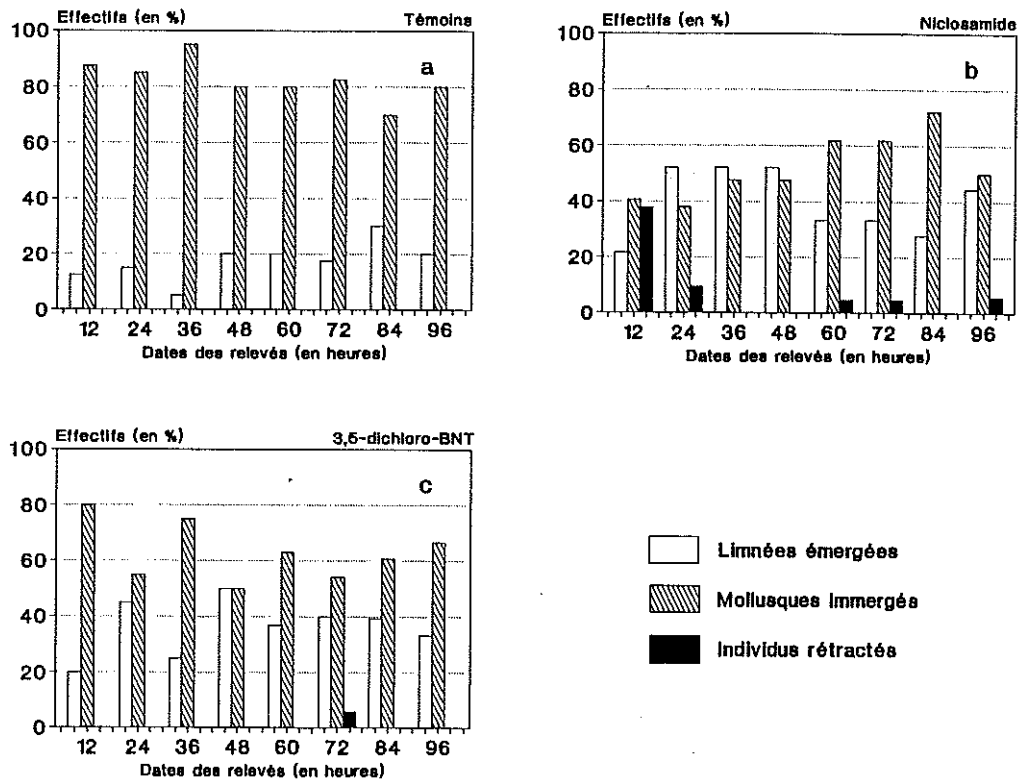 Effectifs (en %) Témoins
a
100
80
60
40
20
0
12 24 36 48 60 72 84 96
Dates des relevés (en heures)
Effectifs (en %) Niclosamide
b
100
80
60
40
20
0
12 24 36 48 60 72 84 96
Dates des relevés (en heures)
Effectifs (en %) 3,5-dichloro-BNT
c
100
80
60
40
20
0
12 24 36 48 60 72 84 96
Dates des relevés (en heures)
Limnées émergées
Mollusques immergés
Individus rétractés